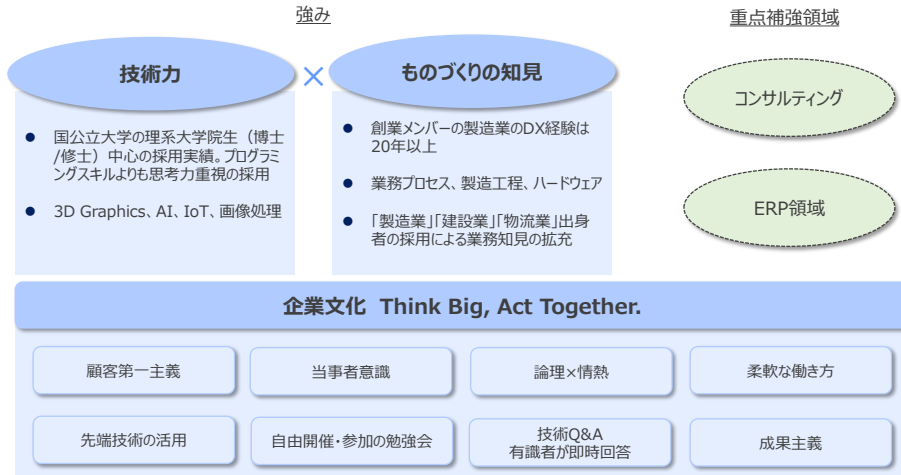 強み
重点補強領域
技術力
×
ものづくりの知見
● 国公立大学の理系大学院生（博士
/修士）中心の採用実績。プログラミ
ングスキルよりも思考力重視の採用
● 3D Graphics、AI、IoT、画像処理
● 創業メンバーの製造業のDX経験は
20年以上
● 業務プロセス、製造工程、ハードウェア
● 「製造業」「建設業」「物流業」出身
者の採用による業務知見の拡充
コンサルティング
ERP領域
企業文化 Think Big, Act Together.
顧客第一主義
当事者意識
論理×情熱
柔軟な働き方
先端技術の活用
自由開催・参加の勉強会
技術Q&A
有識者が即時回答
成果主義